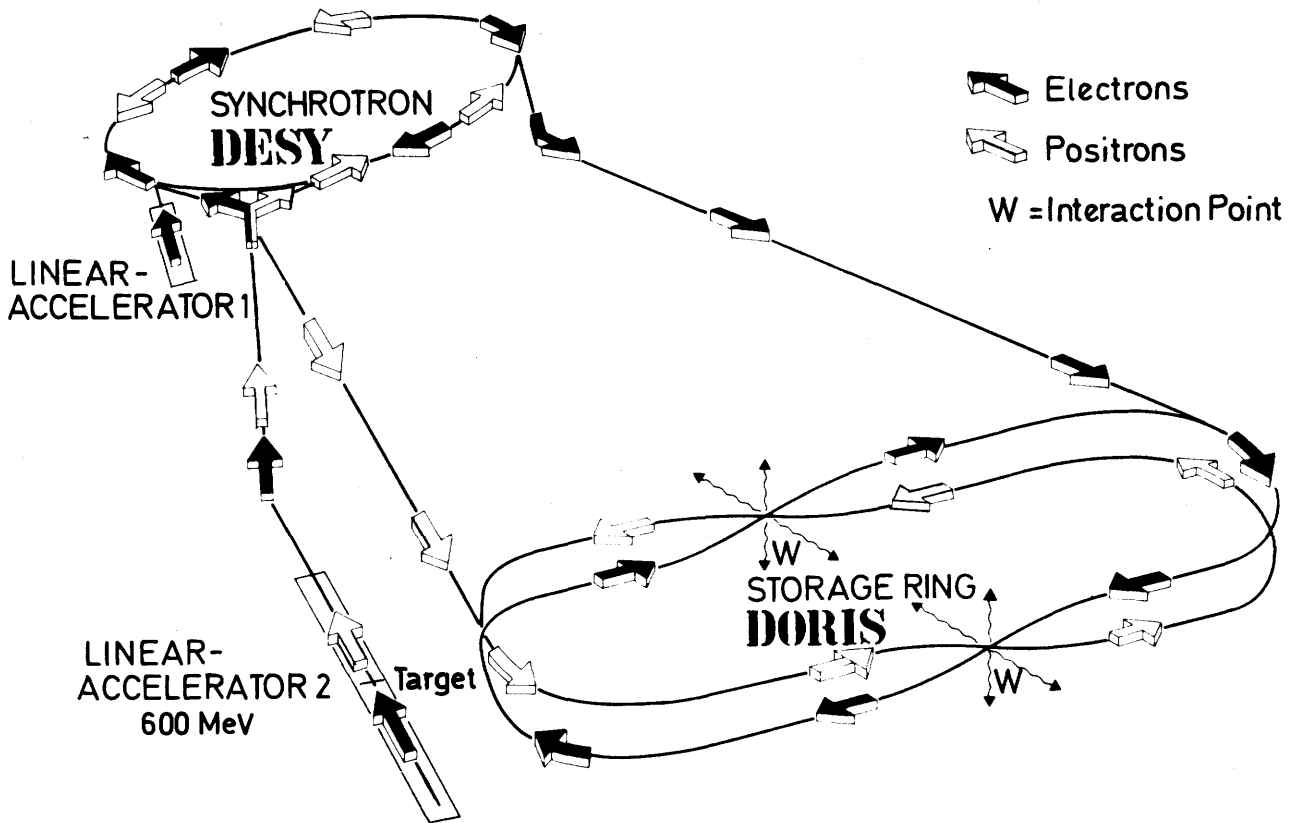 SYNCHROTRON
DESY
Electrons
Positrons
W =Interaction Point
LINEAR-
ACCELERATOR 1
W
STORAGE RING
DORIS
W
LINEAR-
ACCELERATOR 2
600 MeV
Target